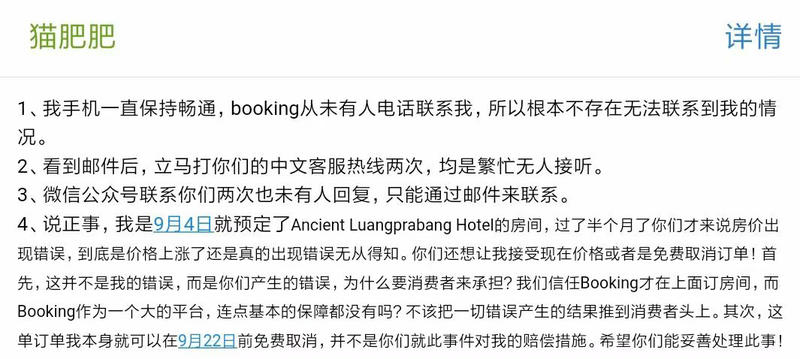 猫肥肥 详情
1、我手机一直保持畅通，booking从未有人电话联系我，所以根本不存在无法联系到我的情
况。
2、看到邮件后，立马打你们的中文客服热线两次，均是繁忙无人接听。
3、微信公众号联系你们两次也未有人回复，只能通过邮件来联系。
4、说正事，我是9月4日就预定了Ancient Luangprabang Hotel的房间，过了半个月了你们才来说房价出
现错误，到底是价格上涨了还是真的出现错误无从得知。你们还想让我接受现在价格或者是免费取消订单！首
先，这并不是我的错误，而是你们产生的错误，为什么要消费者来承担？我们信任Booking才在上面订房间，而
Booking作为一个大的平台，连点基本的保障都没有吗？不该把一切错误产生的结果推到消费者头上。其次，这
单订单我本身就可以在9月22日前免费取消，并不是你们就此事件对我的赔偿措施。希望你们能妥善处理此事！